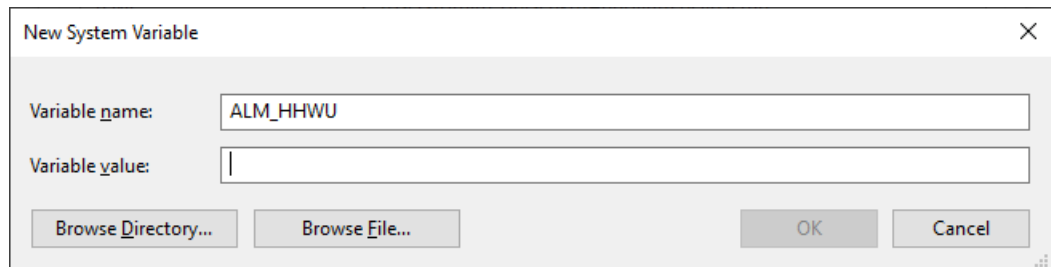 New System Variable
Variable name:
ALM_HHWU
Variable value:
Browse Directory...
Browse File...
OK
Cancel